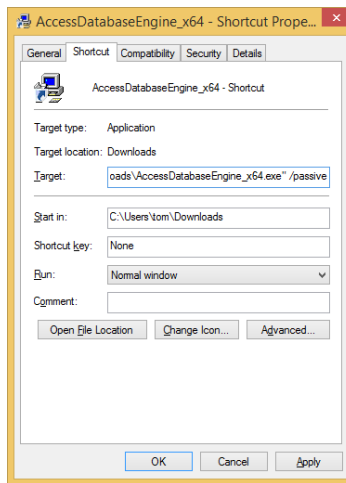 AccessDatabaseEngine_x64 - Shortcut Prope...
General Shortcut Compatibility Security Details
AccessDatabaseEngine_x64 - Shortcut
Target type: Application
Target location: Downloads
Target: oads\AccessDatabaseEngine_x64.exe" /passive
Start in: C:\Users\tom\Downloads
Shortcut key: None
Run: Normal window
Comment:
Open File Location Change Icon... Advanced...
OK Cancel Apply